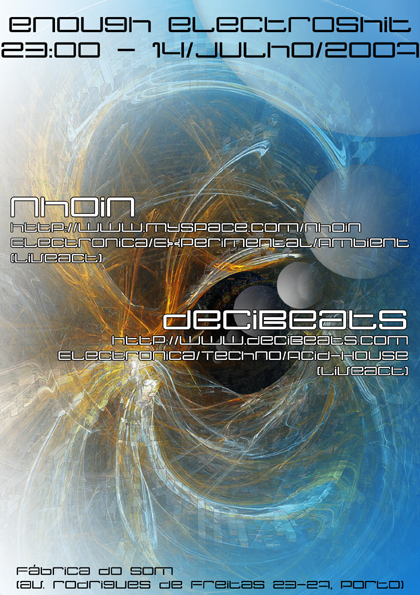 enough electroshit
23:00 - 14/Julho/2007
nhoin
http://www.myspace.com/nhoin
Electronica/Experimental/Ambient
(Liveact)
deciBeats
http://www.deciBeats.com
Electronica/Techno/Acid-House
(Liveact)
Fábrica do Som
(Av. Rodrigues de Freitas 23-27, Porto)